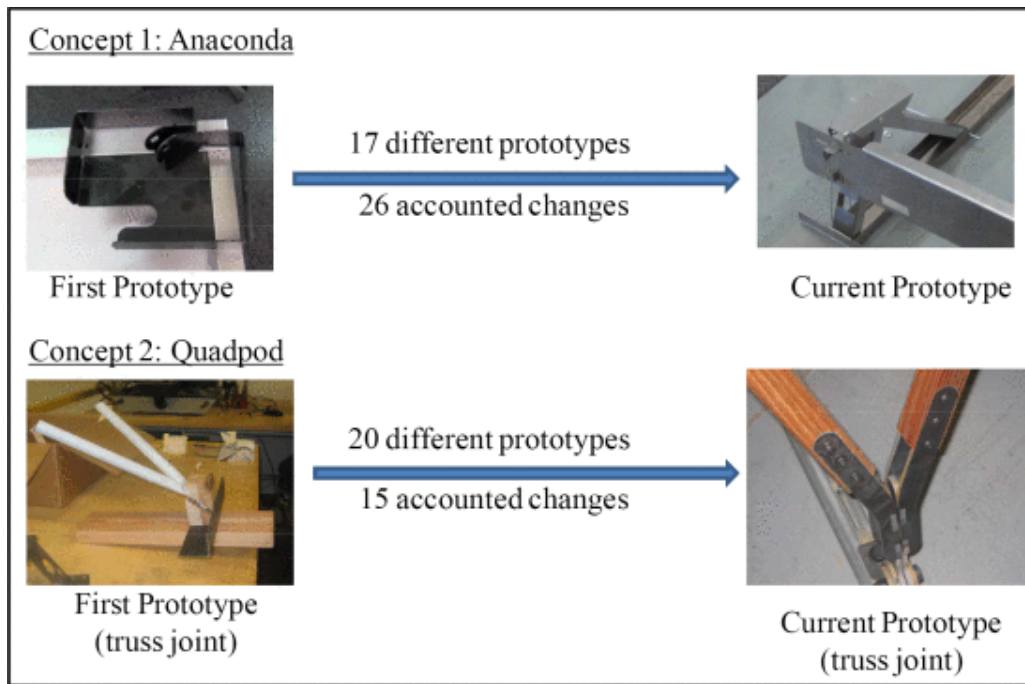 Concept 1: Anaconda
17 different prototypes
26 accounted changes
First Prototype
Current Prototype
Concept 2: Quadpod
20 different prototypes
15 accounted changes
First Prototype
(truss joint)
Current Prototype
(truss joint)